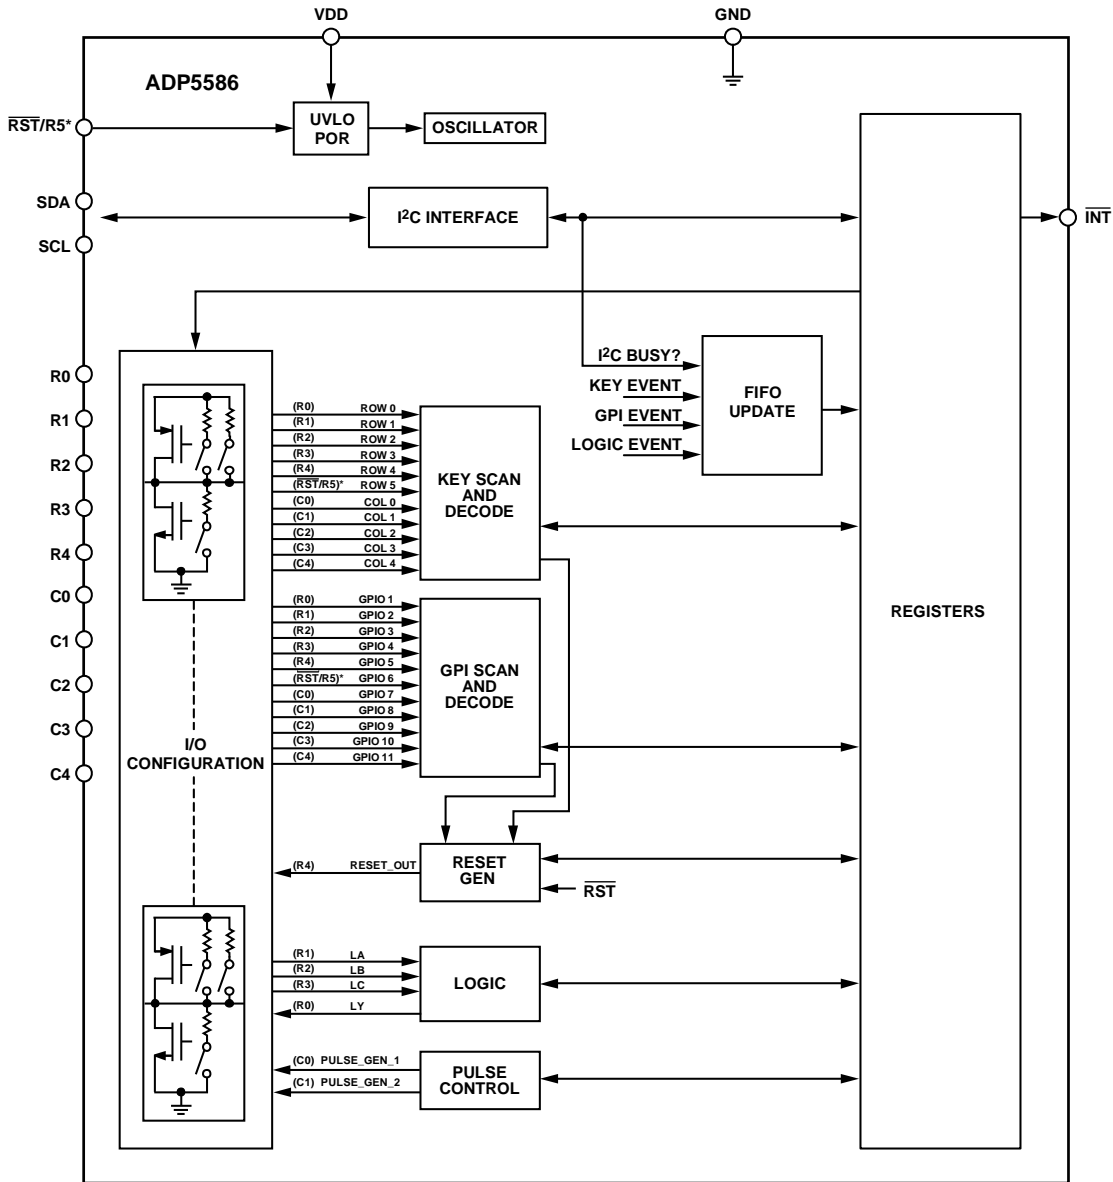 VDD
GND
ADP5586
RST/R5*
UVLO
POR
OSCILLATOR
SDA
I2C INTERFACE
INT
SCL
I2C BUSY?
KEY EVENT
GPI EVENT
LOGIC EVENT
FIFO
UPDATE
R0
R1
R2
R3
R4
C0
C1
C2
C3
C4
(R0) ROW 0
(R1) ROW 1
(R2) ROW 2
(R3) ROW 3
(R4) ROW 4
(RST/R5)* ROW 5
(C0) COL 0
(C1) COL 1
(C2) COL 2
(C3) COL 3
(C4) COL 4
KEY SCAN
AND
DECODE
REGISTERS
(R0) GPIO 1
(R1) GPIO 2
(R2) GPIO 3
(R3) GPIO 4
(R4) GPIO 5
(RST/R5)* GPIO 6
(C0) GPIO 7
(C1) GPIO 8
(C2) GPIO 9
(C3) GPIO 10
(C4) GPIO 11
GPI SCAN
AND
DECODE
I/O
CONFIGURATION
(R4) RESET_OUT
RESET
GEN
RST
(R1) LA
(R2) LB
(R3) LC
(R0) LY
LOGIC
(C0) PULSE_GEN_1
(C1) PULSE_GEN_2
PULSE
CONTROL